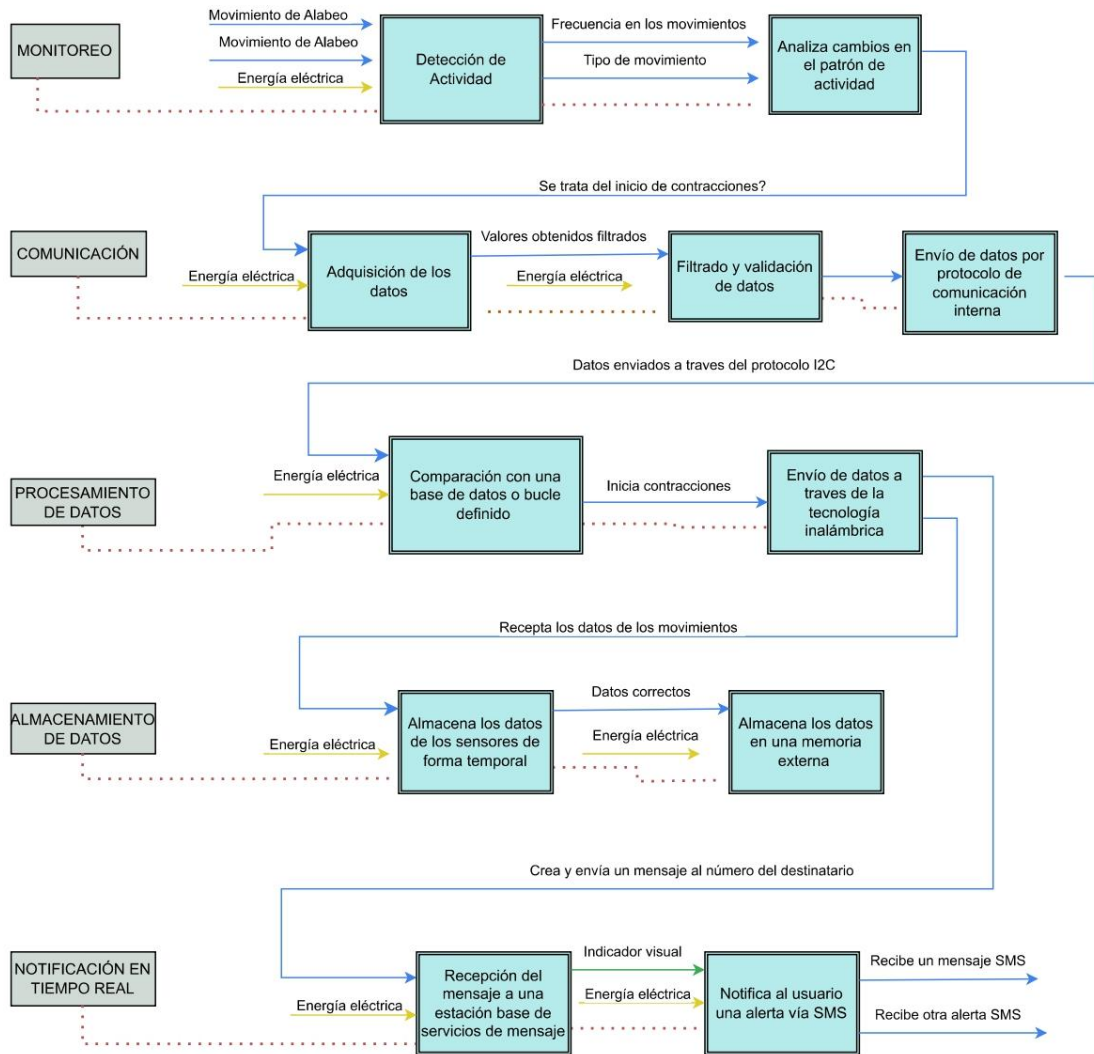 Movimiento de Alabeo
Movimiento de Alabeo
Energía eléctrica
MONITOREO
Detección de
Actividad
Frecuencia en los movimientos
Tipo de movimiento
Analiza cambios en
el patrón de
actividad
Se trata del inicio de contracciones?
COMUNICACIÓN
Energía eléctrica
Adquisición de los
datos
Valores obtenidos filtrados
Energía eléctrica
Filtrado y validación
de datos
Envío de datos por
protocolo de
comunicación
interna
Datos enviados a traves del protocolo I2C
PROCESAMIENTO
DE DATOS
Energía eléctrica
Comparación con una
base de datos o bucle
definido
Inicia contracciones
Envío de datos a
traves de la
tecnología
inalámbrica
Recepta los datos de los movimientos
ALMACENAMIENTO
DE DATOS
Energía eléctrica
Almacena los datos
de los sensores de
forma temporal
Datos correctos
Energía eléctrica
Almacena los datos
en una memoria
externa
Crea y envía un mensaje al número del destinatario
NOTIFICACIÓN EN
TIEMPO REAL
Energía eléctrica
Recepción del
mensaje a una
estación base de
servicios de mensaje
Indicador visual
Energía eléctrica
Notifica al usuario
una alerta vía SMS
Recibe un mensaje SMS
Recibe otra alerta SMS